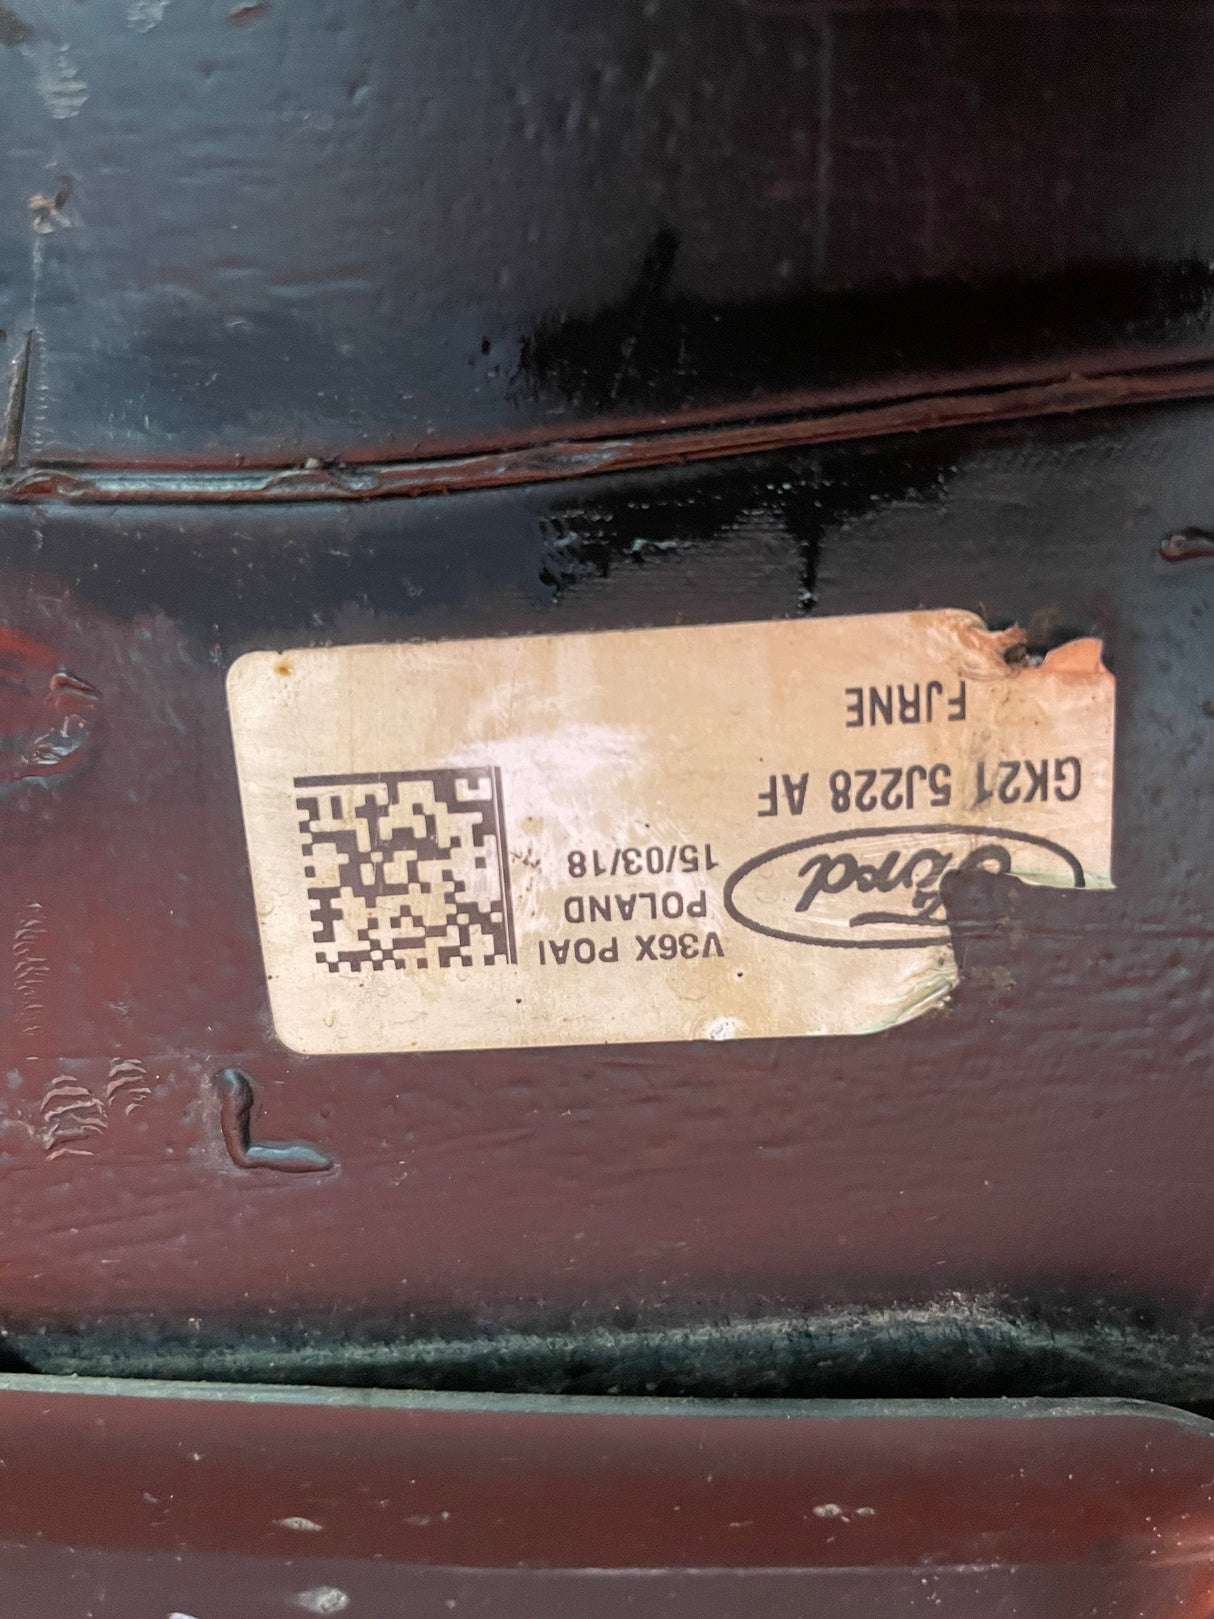 V36X POAI
POLAND
15/03/18
Ford
GK21 5J228 AF
FJRNE
L